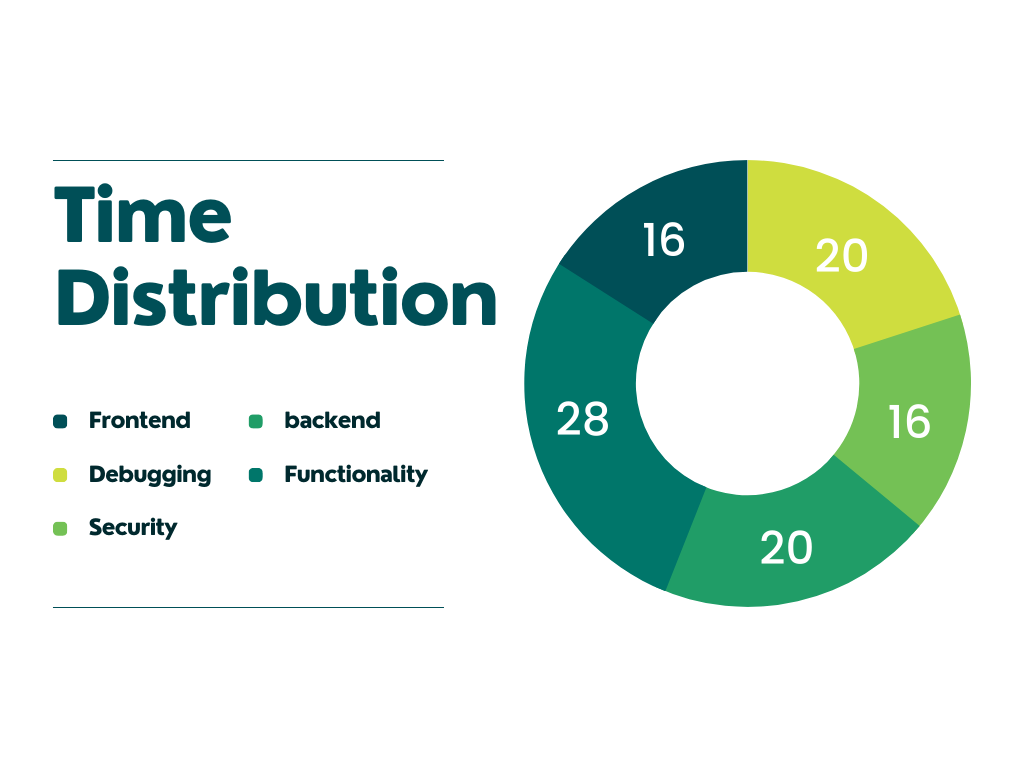 Time
Distribution
Frontend
backend
Debugging
Functionality
Security
16
20
28
16
20